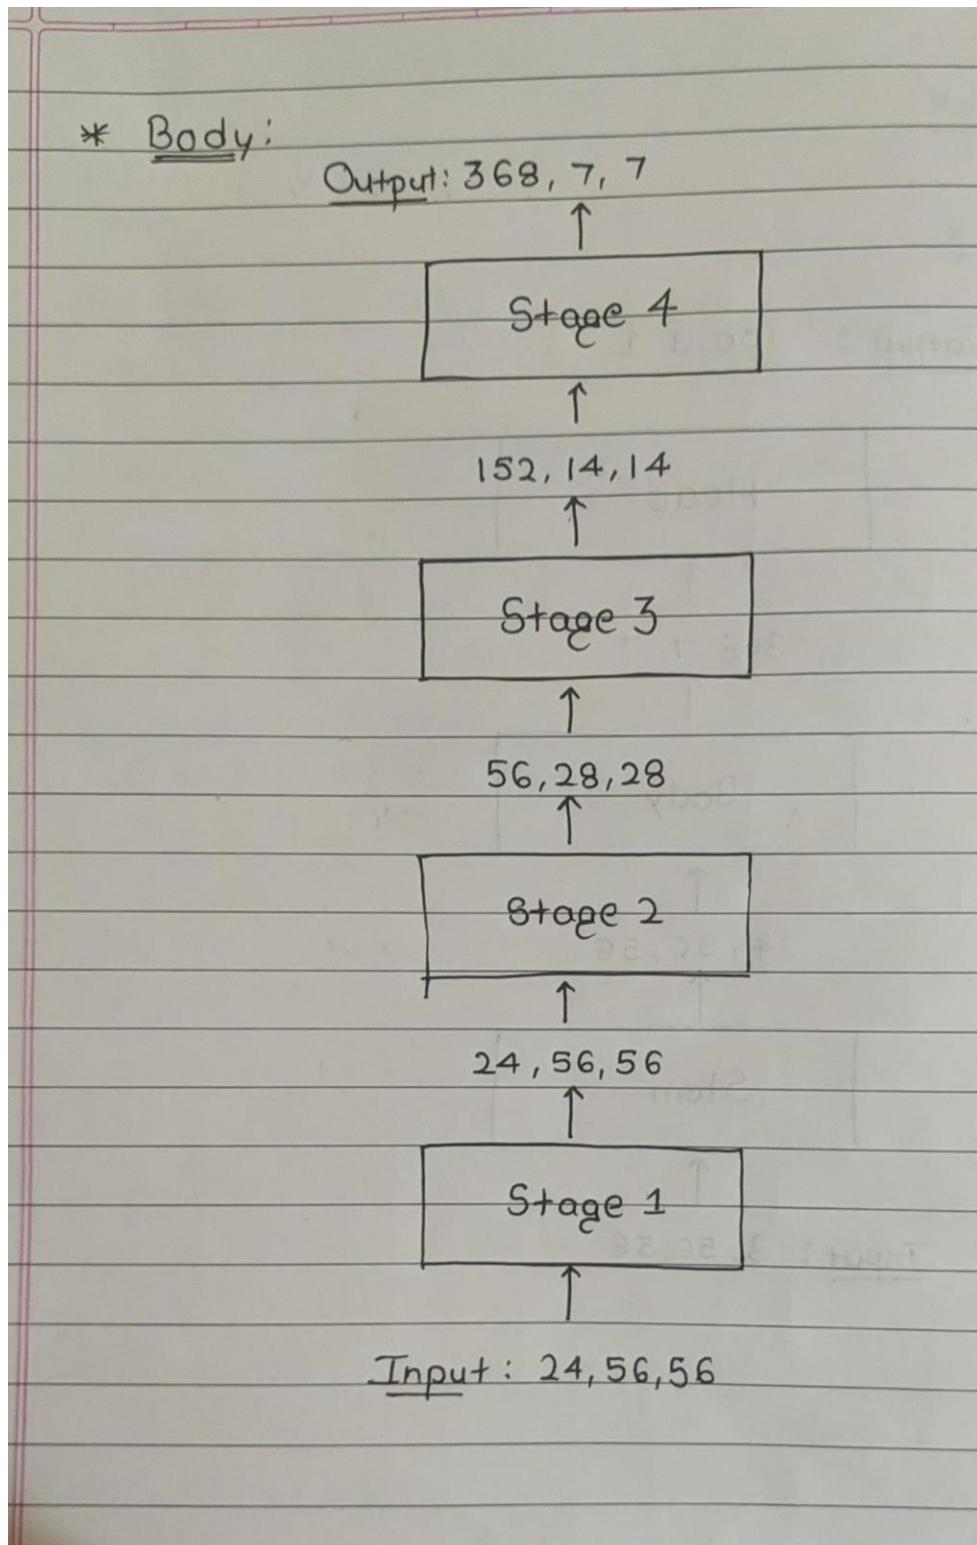 * Body:
Output: 368, 7, 7
↑
Stage 4
↑
152, 14, 14
↑
Stage 3
↑
56, 28, 28
↑
Stage 2
↑
24, 56, 56
↑
Stage 1
↑
Input: 24, 56, 56